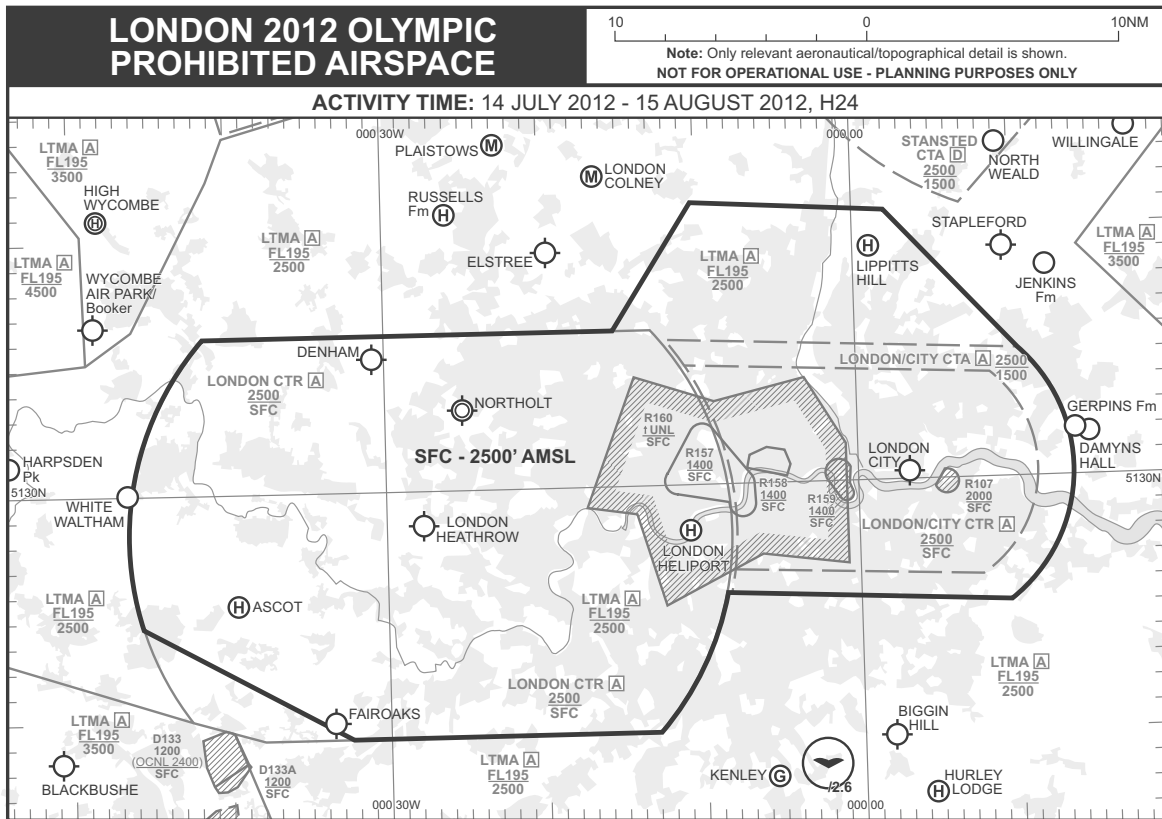 LONDON 2012 OLYMPIC
PROHIBITED AIRSPACE
10 0 10NM
Note: Only relevant aeronautical/topographical detail is shown.
NOT FOR OPERATIONAL USE - PLANNING PURPOSES ONLY
ACTIVITY TIME: 14 JULY 2012 - 15 AUGUST 2012, H24
000 30W
000 00
LTMA A
FL195
3500
HIGH
WYCOMBE
H
LTMA A
FL195
4500
WYCOMBE
AIR PARK/
Booker
PLAISTOWS M
M LONDON
COLNEY
RUSSELLS
Fm H
LTMA A
FL195
2500
ELSTREE
LTMA A
FL195
2500
STANSTED
CTA D
2500
1500
NORTH
WEALD
WILLINGALE
H
LIPPITTS
HILL
STAPLEFORD
JENKINS
Fm
LTMA A
FL195
3500
DENHAM
LONDON CTR A
2500
SFC
NORTHOLT
SFC - 2500' AMSL
LONDON/CITY CTA A 2500
1500
R160
† UNL
SFC
R157
1400
SFC
R158
1400
SFC
R159
1400
SFC
LONDON
CITY
R107
2000
SFC
GERPINS Fm
DAMYNS
HALL
HARPSDEN
Pk
5130N
5130N
WHITE
WALTHAM
LONDON
HEATHROW
H
LONDON
HELIPORT
LONDON/CITY CTR A
2500
SFC
LTMA A
FL195
2500
H ASCOT
LTMA A
FL195
2500
LTMA A
FL195
2500
LONDON CTR A
2500
SFC
FAIROAKS
LTMA A
FL195
3500
D133
1200
(OCNL 2400)
SFC
D133A
1200
SFC
BLACKBUSHE
LTMA A
FL195
2500
BIGGIN
HILL
KENLEY G
/2.6
H HURLEY
LODGE
000 30W
000 00